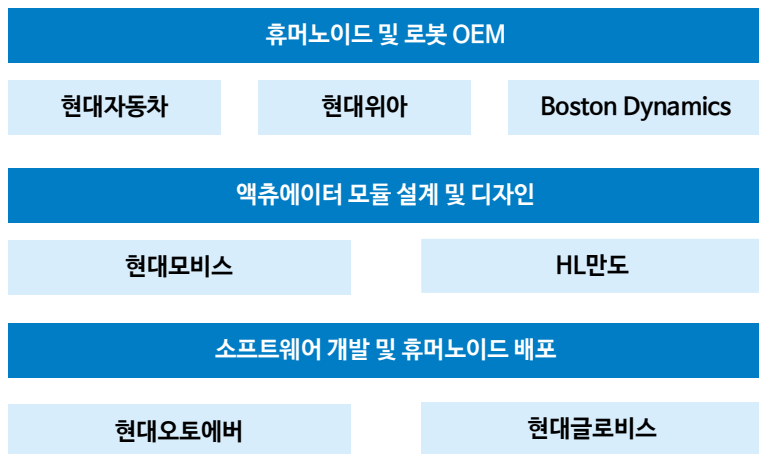 휴머노이드 및 로봇 OEM
현대자동차
현대위아
Boston Dynamics
액츄에이터 모듈 설계 및 디자인
현대모비스
HL만도
소프트웨어 개발 및 휴머노이드 배포
현대오토에버
현대글로비스